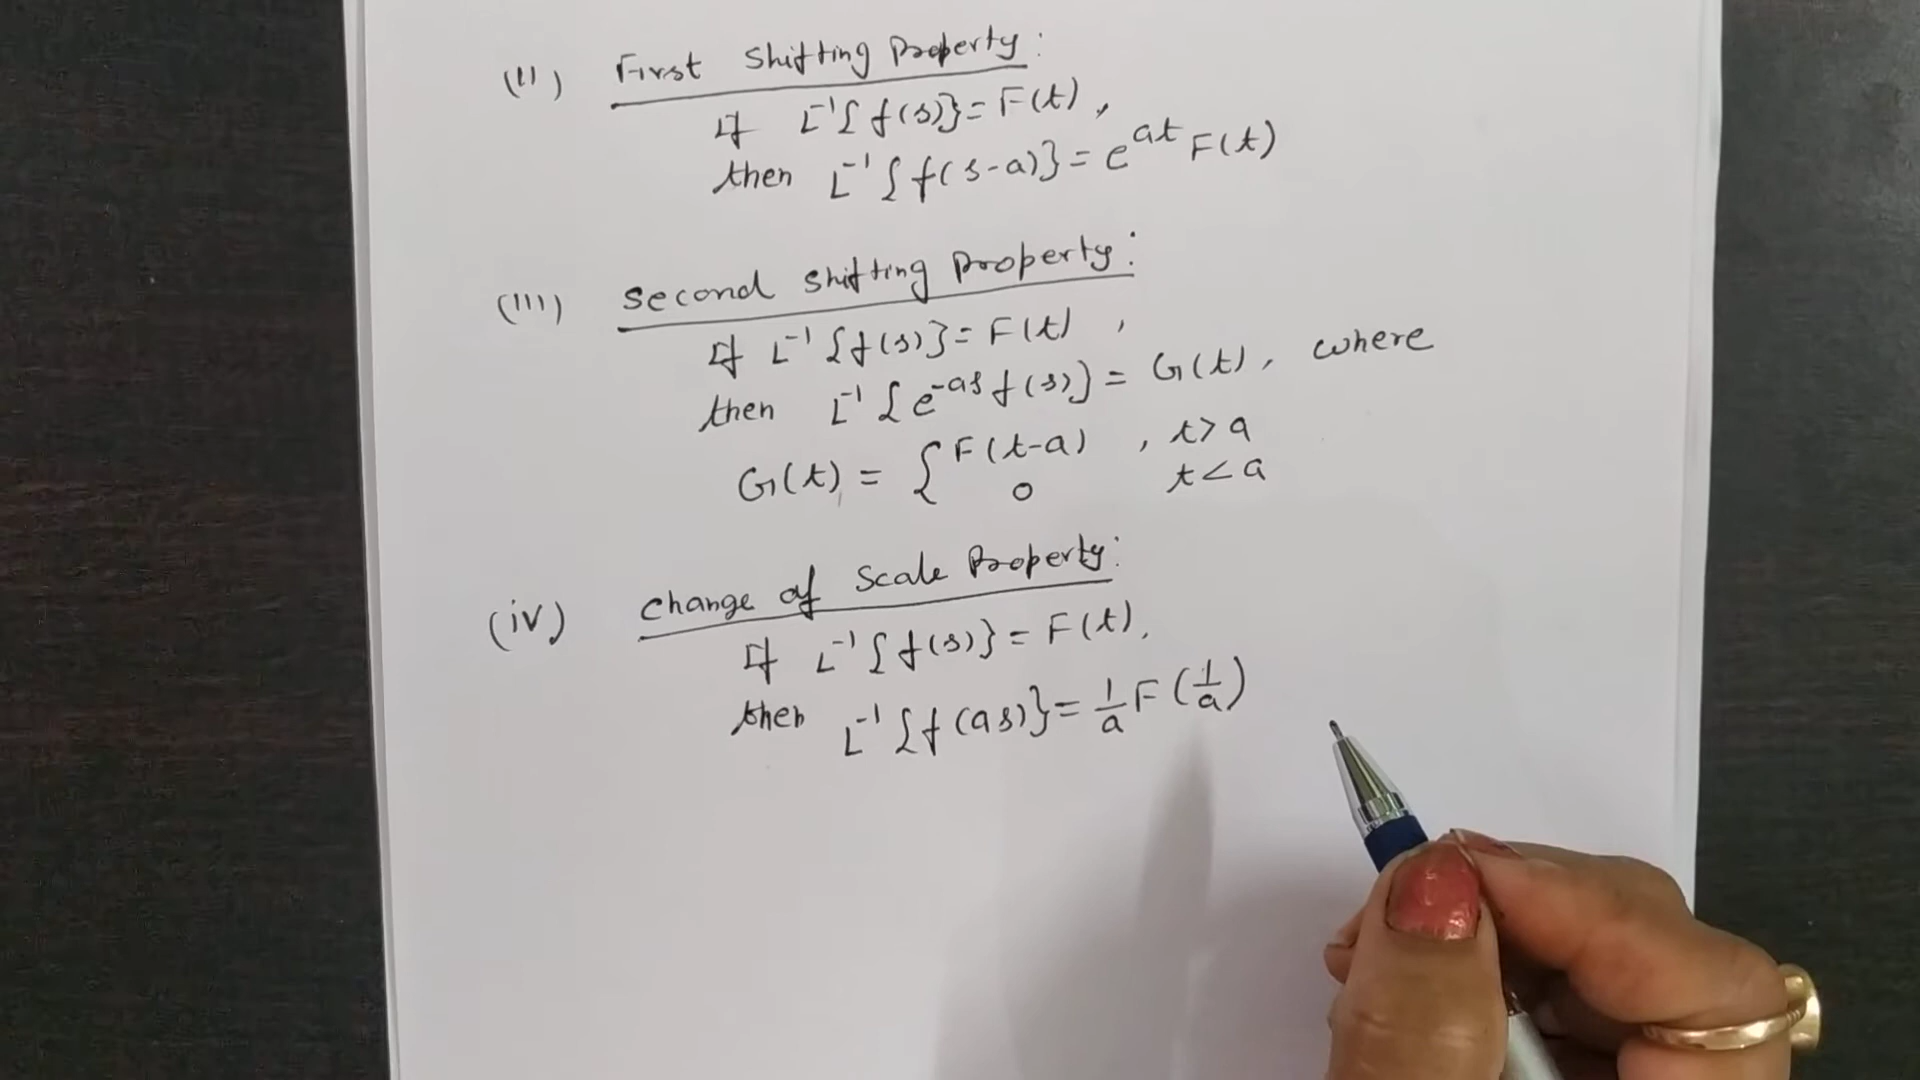 (ii) First Shifting Property:
If L⁻¹{f(s)} = F(t),
then L⁻¹{f(s-a)} = e^{at} F(t)
(iii) Second Shifting Property:
If L⁻¹{f(s)} = F(t),
then L⁻¹{e^{-as} f(s)} = G(t), where
G(t) = { F(t-a) , t > a
0 t < a
(iv) Change of Scale Property:
If L⁻¹{f(s)} = F(t),
then L⁻¹{f(as)} = 1/a F(1/a)